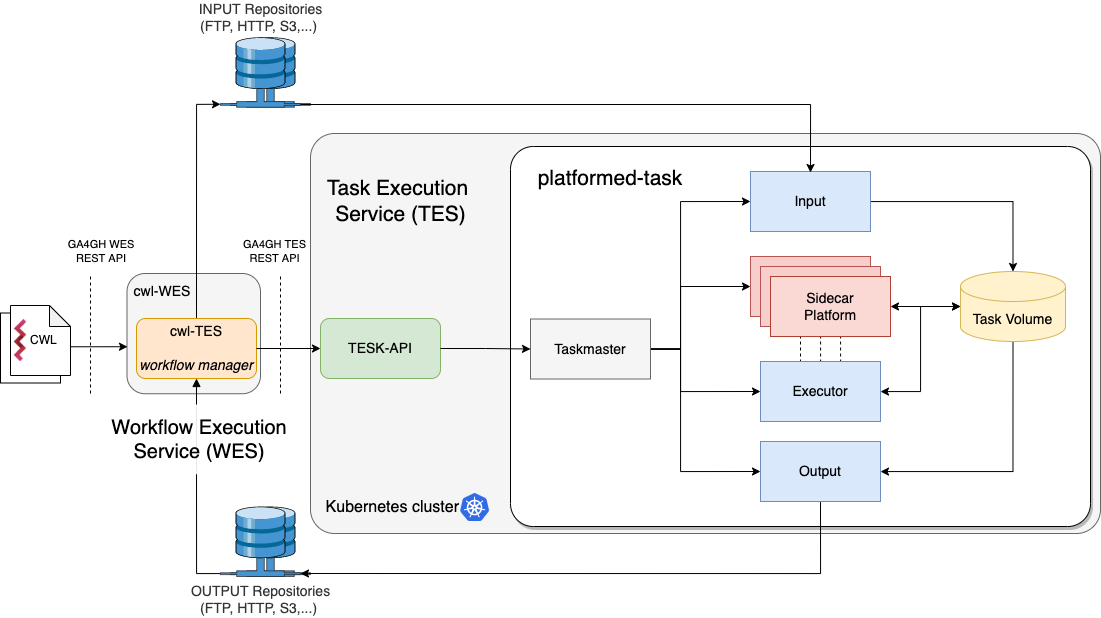 INPUT Repositories
(FTP, HTTP, S3,...)
Task Execution
Service (TES)
platformed-task
Input
GA4GH WES
REST API
GA4GH TES
REST API
cwl-WES
cwl-TES
workflow manager
CWL
TESK-API
Taskmaster
Sidecar
Platform
Task Volume
Executor
Workflow Execution
Service (WES)
Output
Kubernetes cluster
OUTPUT Repositories
(FTP, HTTP, S3,...)